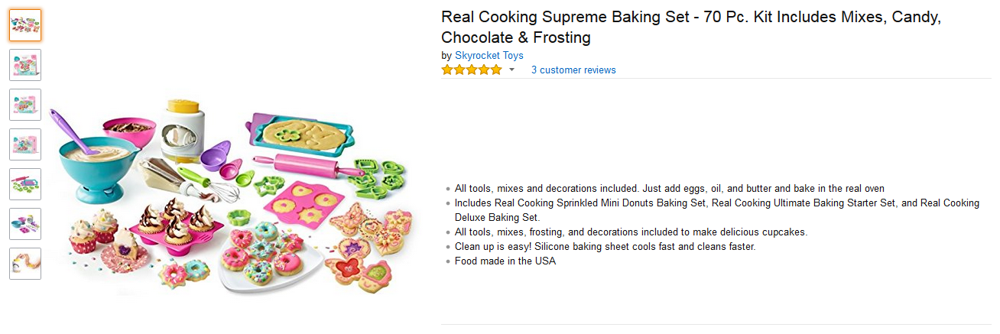 Real Cooking Supreme Baking Set - 70 Pc. Kit Includes Mixes, Candy,
Chocolate & Frosting
by Skyrocket Toys
3 customer reviews
All tools, mixes and decorations included. Just add eggs, oil, and butter and bake in the real oven
Includes Real Cooking Sprinkled Mini Donuts Baking Set, Real Cooking Ultimate Baking Starter Set, and Real Cooking
Deluxe Baking Set.
All tools, mixes, frosting, and decorations included to make delicious cupcakes.
Clean up is easy! Silicone baking sheet cools fast and cleans faster.
Food made in the USA